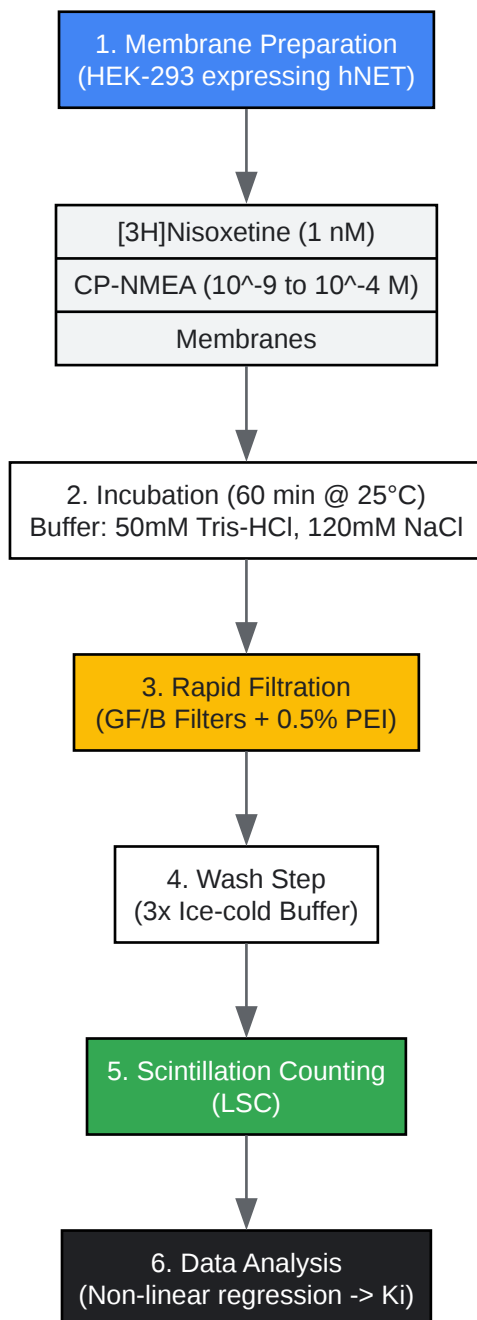 1. Membrane Preparation
(HEK-293 expressing hNET)
[3H]Nisoxetine (1 nM)
CP-NMEA (10^-9 to 10^-4 M)
Membranes
2. Incubation (60 min @ 25°C)
Buffer: 50mM Tris-HCl, 120mM NaCl
3. Rapid Filtration
(GF/B Filters + 0.5% PEI)
4. Wash Step
(3x Ice-cold Buffer)
5. Scintillation Counting
(LSC)
6. Data Analysis
(Non-linear regression -> Ki)